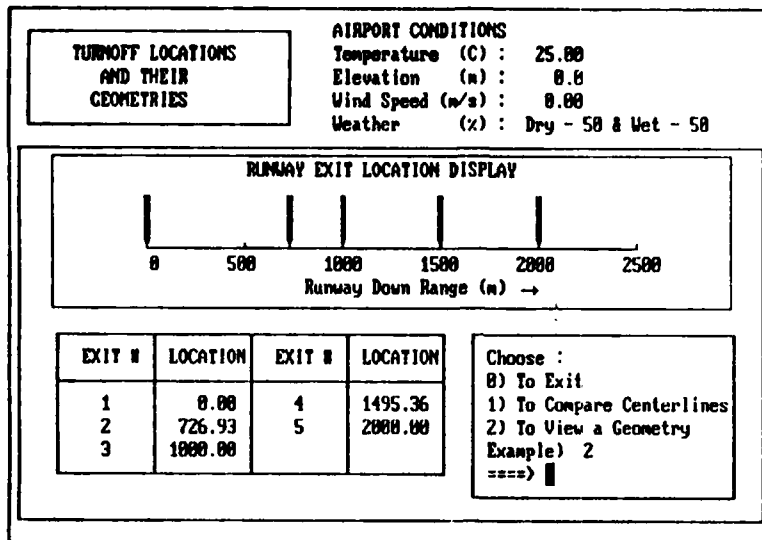 TURNOFF LOCATIONS
AND THEIR
GEOMETRIES
AIRPORT CONDITIONS
Temperature (C) : 25.00
Elevation (m) : 0.0
Wind Speed (m/s) : 0.00
Weather (%) : Dry - 50 & Wet - 50
RUNWAY EXIT LOCATION DISPLAY
0 500 1000 1500 2000 2500
Runway Down Range (m) →
EXIT # LOCATION EXIT # LOCATION
1 0.00 4 1495.36
2 726.93 5 2000.00
3 1000.00
Choose :
0) To Exit
1) To Compare Centerlines
2) To View a Geometry
Example) 2
====)